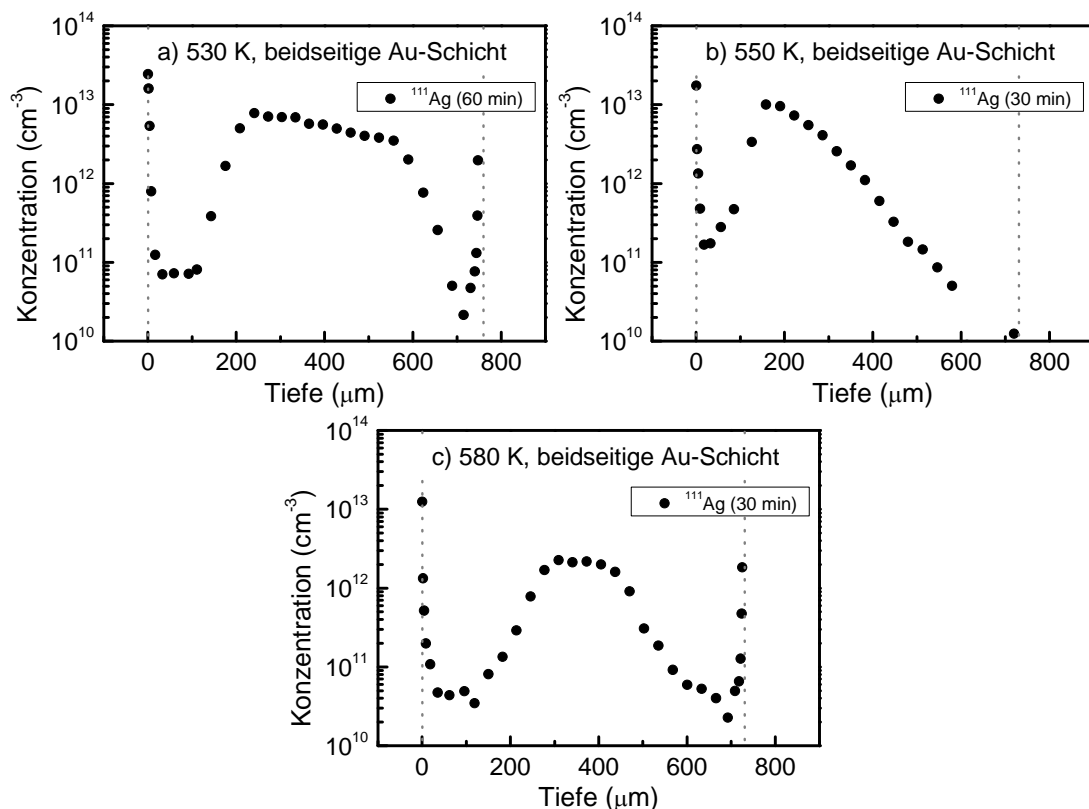 a) 530 K, beidseitige Au-Schicht
¹¹¹Ag (60 min)
Konzentration (cm⁻³)
10¹⁴
10¹³
10¹²
10¹¹
10¹⁰
0 200 400 600 800
Tiefe (μm)
b) 550 K, beidseitige Au-Schicht
¹¹¹Ag (30 min)
Konzentration (cm⁻³)
10¹⁴
10¹³
10¹²
10¹¹
10¹⁰
0 200 400 600 800
Tiefe (μm)
c) 580 K, beidseitige Au-Schicht
¹¹¹Ag (30 min)
Konzentration (cm⁻³)
10¹⁴
10¹³
10¹²
10¹¹
10¹⁰
0 200 400 600 800
Tiefe (μm)